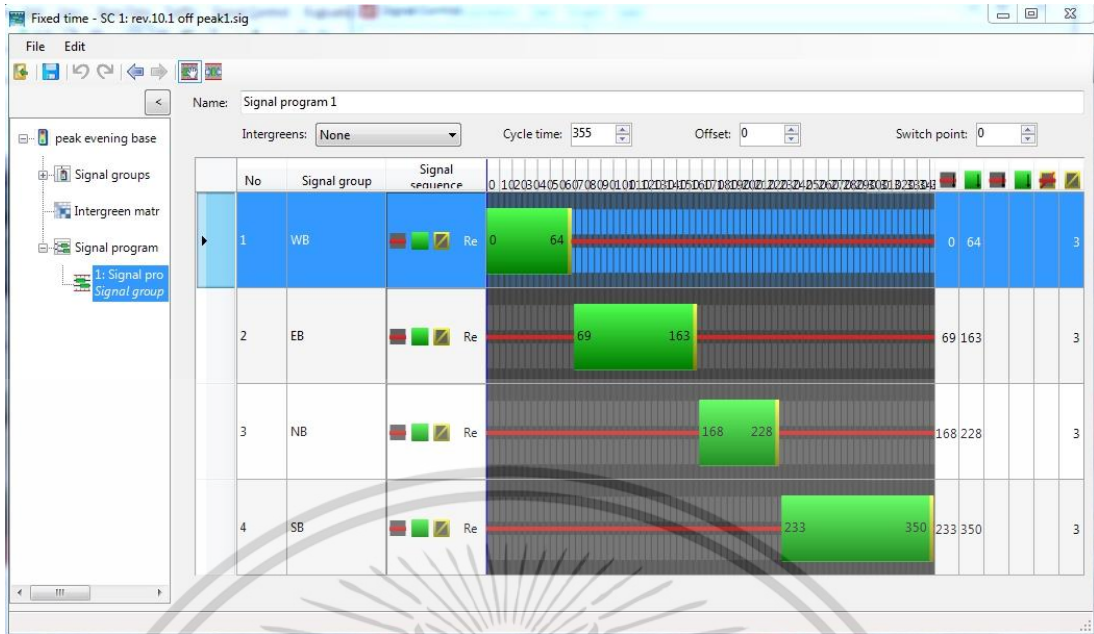 Fixed time - SC 1: rev.10.1 off peak1.sig
File Edit
<
Name: Signal program 1
peak evening base
Signal groups
Intergreen matr
Signal program
1: Signal pro
Signal group
Intergreens: None Cycle time: 355 Offset: 0 Switch point: 0
No Signal group Signal sequence
1 WB Re 0 64 0 64 3
2 EB Re 69 163 69 163 3
3 NB Re 168 228 168 228 3
4 SB Re 233 350 233 350 3